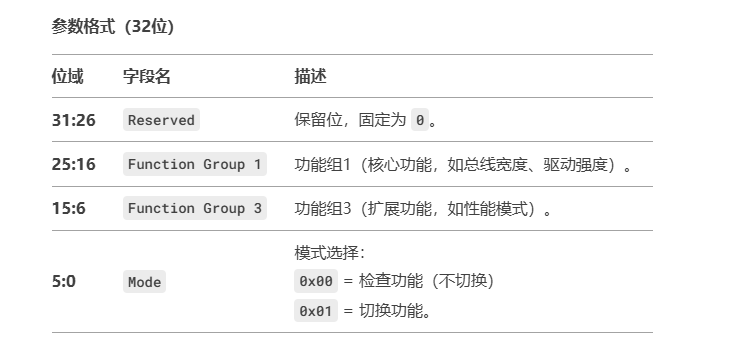 参数格式（32位）
位域 字段名 描述
31:26 Reserved 保留位，固定为 0 。
25:16 Function Group 1 功能组1（核心功能，如总线宽度、驱动强度）。
15:6 Function Group 3 功能组3（扩展功能，如性能模式）。
模式选择：
5:0 Mode 0x00 = 检查功能（不切换）
0x01 = 切换功能。